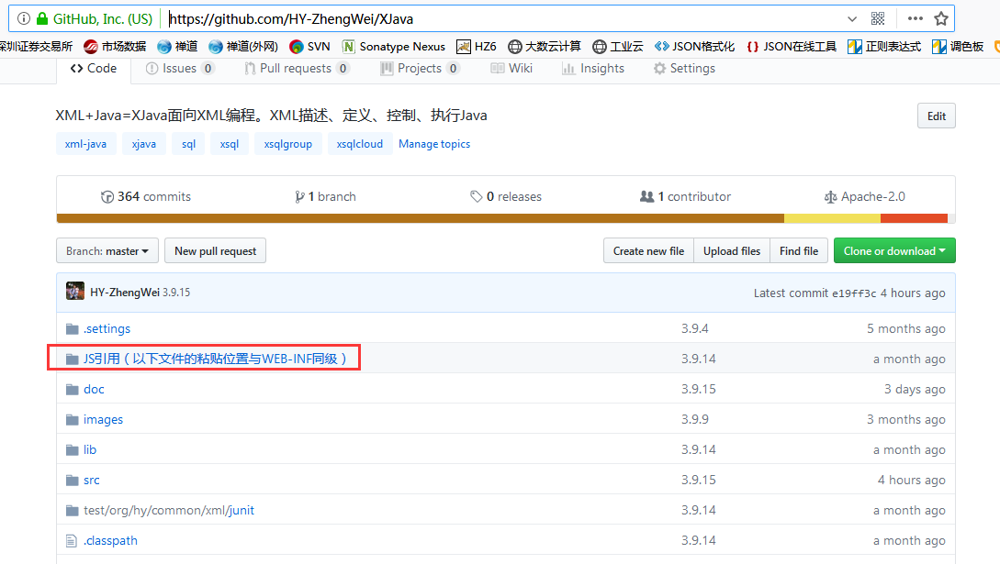 GitHub, Inc. (US) https://github.com/HY-ZhengWei/XJava
深圳证券交易所 市场数据 禅道 禅道(外网) SVN Sonatype Nexus HZ6 大数云计算 工业云 JSON格式化 JSON在线工具 正则表达式 调色板
Code Issues 0 Pull requests 0 Projects 0 Wiki Insights Settings
XML+Java=XJava面向XML编程。XML描述、定义、控制、执行Java Edit
xml-java xjava sql xsql xsqlgroup xsqlcloud Manage topics
364 commits 1 branch 0 releases 1 contributor Apache-2.0
Branch: master New pull request Create new file Upload files Find file Clone or download
HY-ZhengWei 3.9.15 Latest commit e19ff3c 4 hours ago
.settings 3.9.4 5 months ago
JS引用（以下文件的粘贴位置与WEB-INF同级） 3.9.14 a month ago
doc 3.9.15 3 days ago
images 3.9.9 3 months ago
lib 3.9.14 a month ago
src 3.9.15 4 hours ago
test/org/hy/common/xml/junit 3.9.14 a month ago
.classpath 3.9.14 a month ago